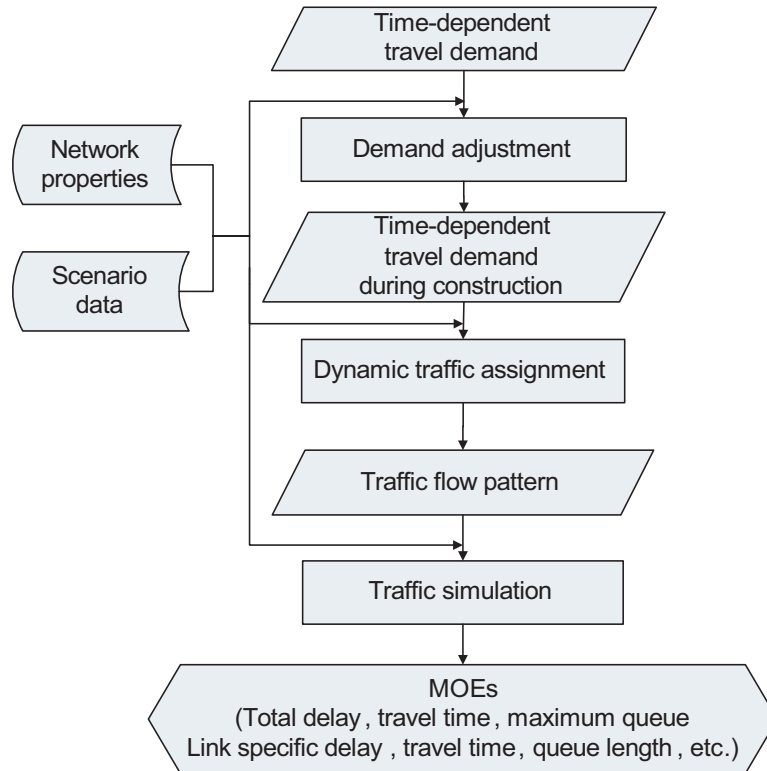 Time-dependent
travel demand
Network
properties
Demand adjustment
Scenario
data
Time-dependent
travel demand
during construction
Dynamic traffic assignment
Traffic flow pattern
Traffic simulation
MOEs
(Total delay , travel time , maximum queue
Link specific delay , travel time , queue length , etc.)